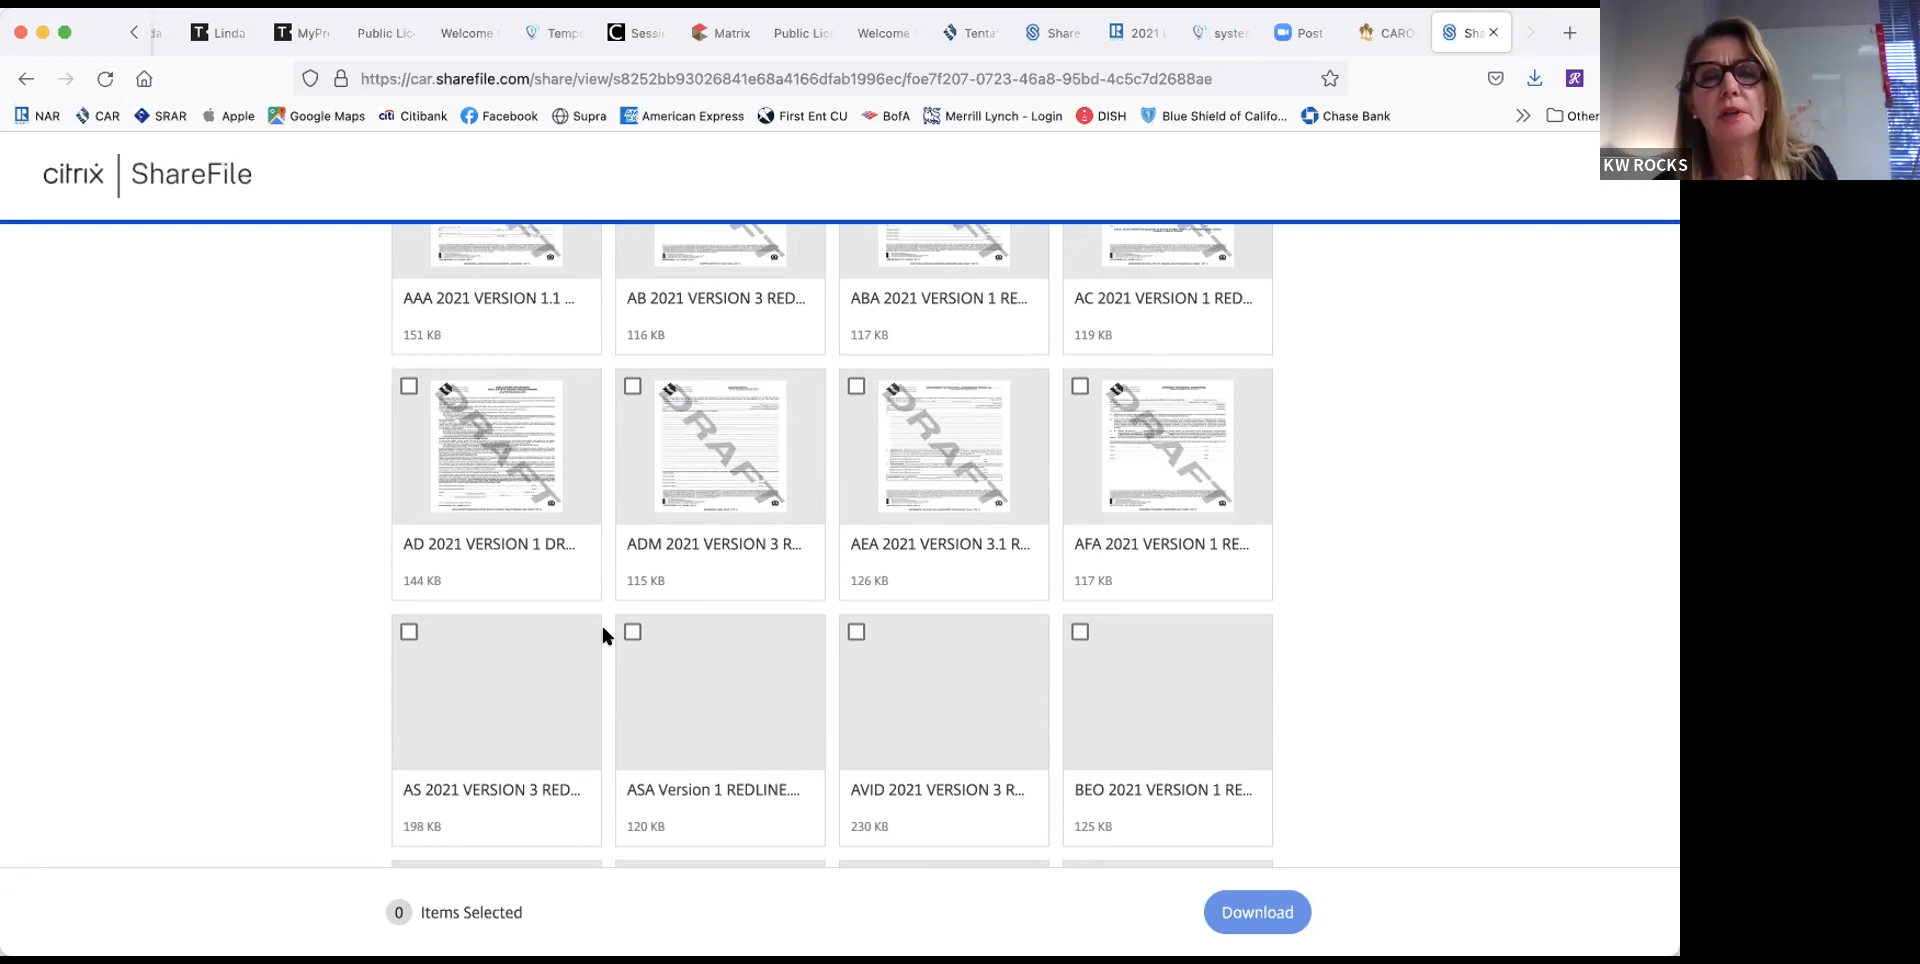 da
Linda
MyPr
Public Lic
Welcome
Temp
Sessi
Matrix
Public Lic
Welcome
Tenta
Share
2021
syster
Post
CARO
Sha
https://car.sharefile.com/share/view/s8252bb93026841e68a4166dfab1996ec/foe7f207-0723-46a8-95bd-4c5c7d2688ae
NAR
CAR
SRAR
Apple
Google Maps
citi Citibank
Facebook
Supra
American Express
First Ent CU
BofA
Merrill Lynch - Login
DISH
Blue Shield of Califo...
Chase Bank
Other
KW ROCKS
citrix | ShareFile
AAA 2021 VERSION 1.1 ...
AB 2021 VERSION 3 RED...
ABA 2021 VERSION 1 RE...
AC 2021 VERSION 1 RED...
151 KB
116 KB
117 KB
119 KB
DRAFT
DRAFT
DRAFT
DRAFT
AD 2021 VERSION 1 DR...
ADM 2021 VERSION 3 R...
AEA 2021 VERSION 3.1 R...
AFA 2021 VERSION 1 RE...
144 KB
115 KB
126 KB
117 KB
AS 2021 VERSION 3 RED...
ASA Version 1 REDLINE....
AVID 2021 VERSION 3 R...
BEO 2021 VERSION 1 RE...
198 KB
120 KB
230 KB
125 KB
0 Items Selected
Download